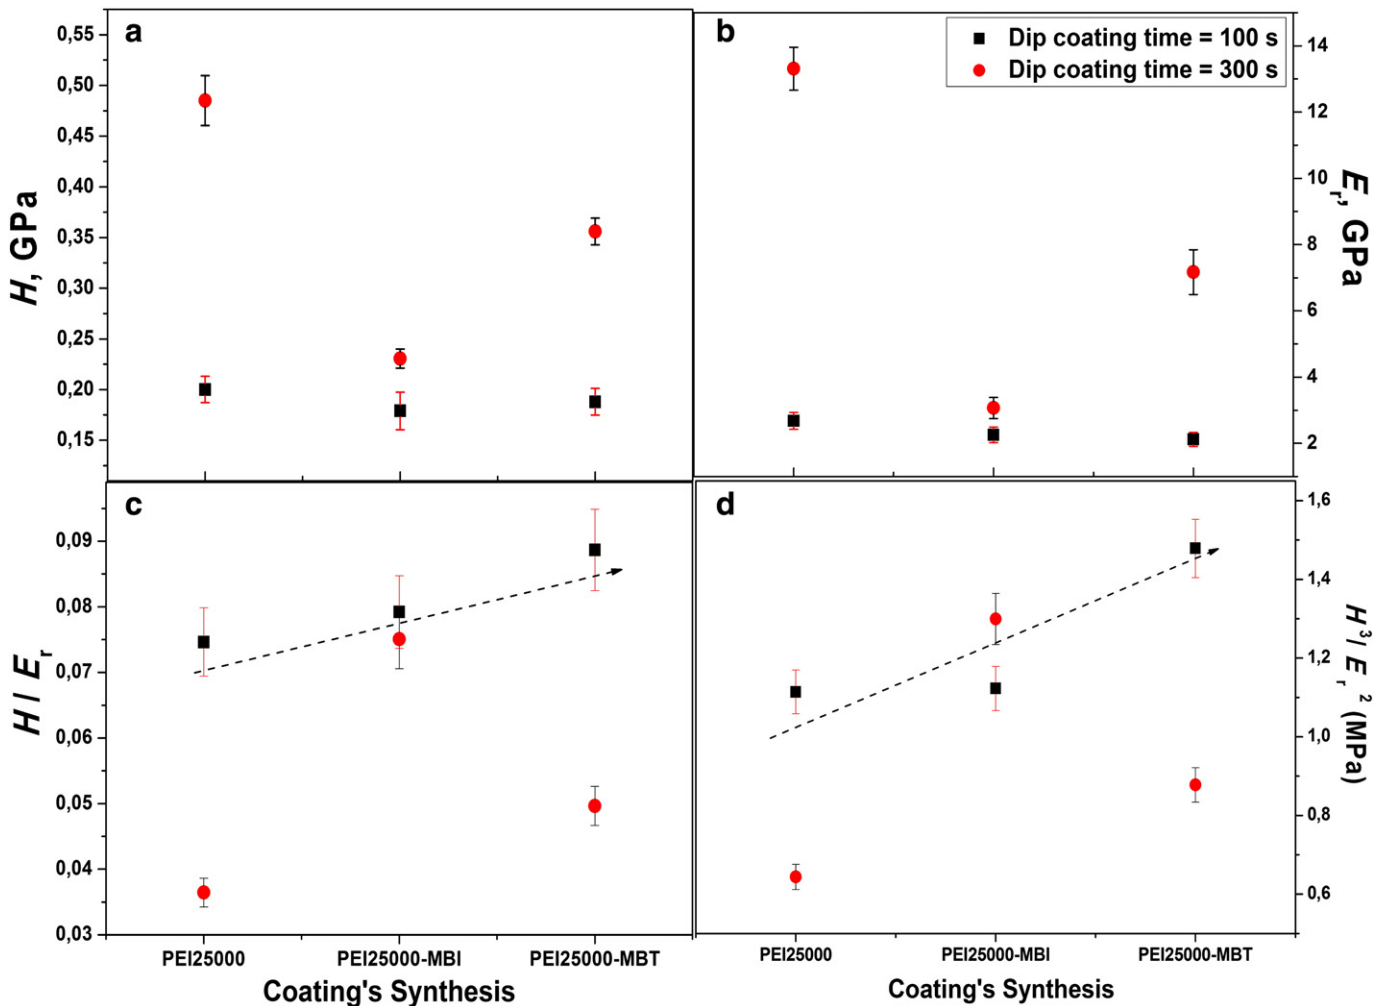 a
0,55
0,50
0,45
0,40
0,35
0,30
0,25
0,20
0,15
H, GPa
b
Dip coating time = 100 s
Dip coating time = 300 s
14
12
10
8
6
4
2
Er, GPa
c
0,09
0,08
0,07
0,06
0,05
0,04
0,03
H / Er
PEI25000
PEI25000-MBI
PEI25000-MBT
Coating's Synthesis
d
1,6
1,4
1,2
1,0
0,8
0,6
H³/ Er² (MPa)
PEI25000
PEI25000-MBI
PEI25000-MBT
Coating's Synthesis